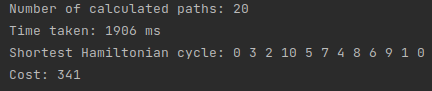 Number of calculated paths: 20
Time taken: 1906 ms
Shortest Hamiltonian cycle: 0 3 2 10 5 7 4 8 6 9 1 0
Cost: 341